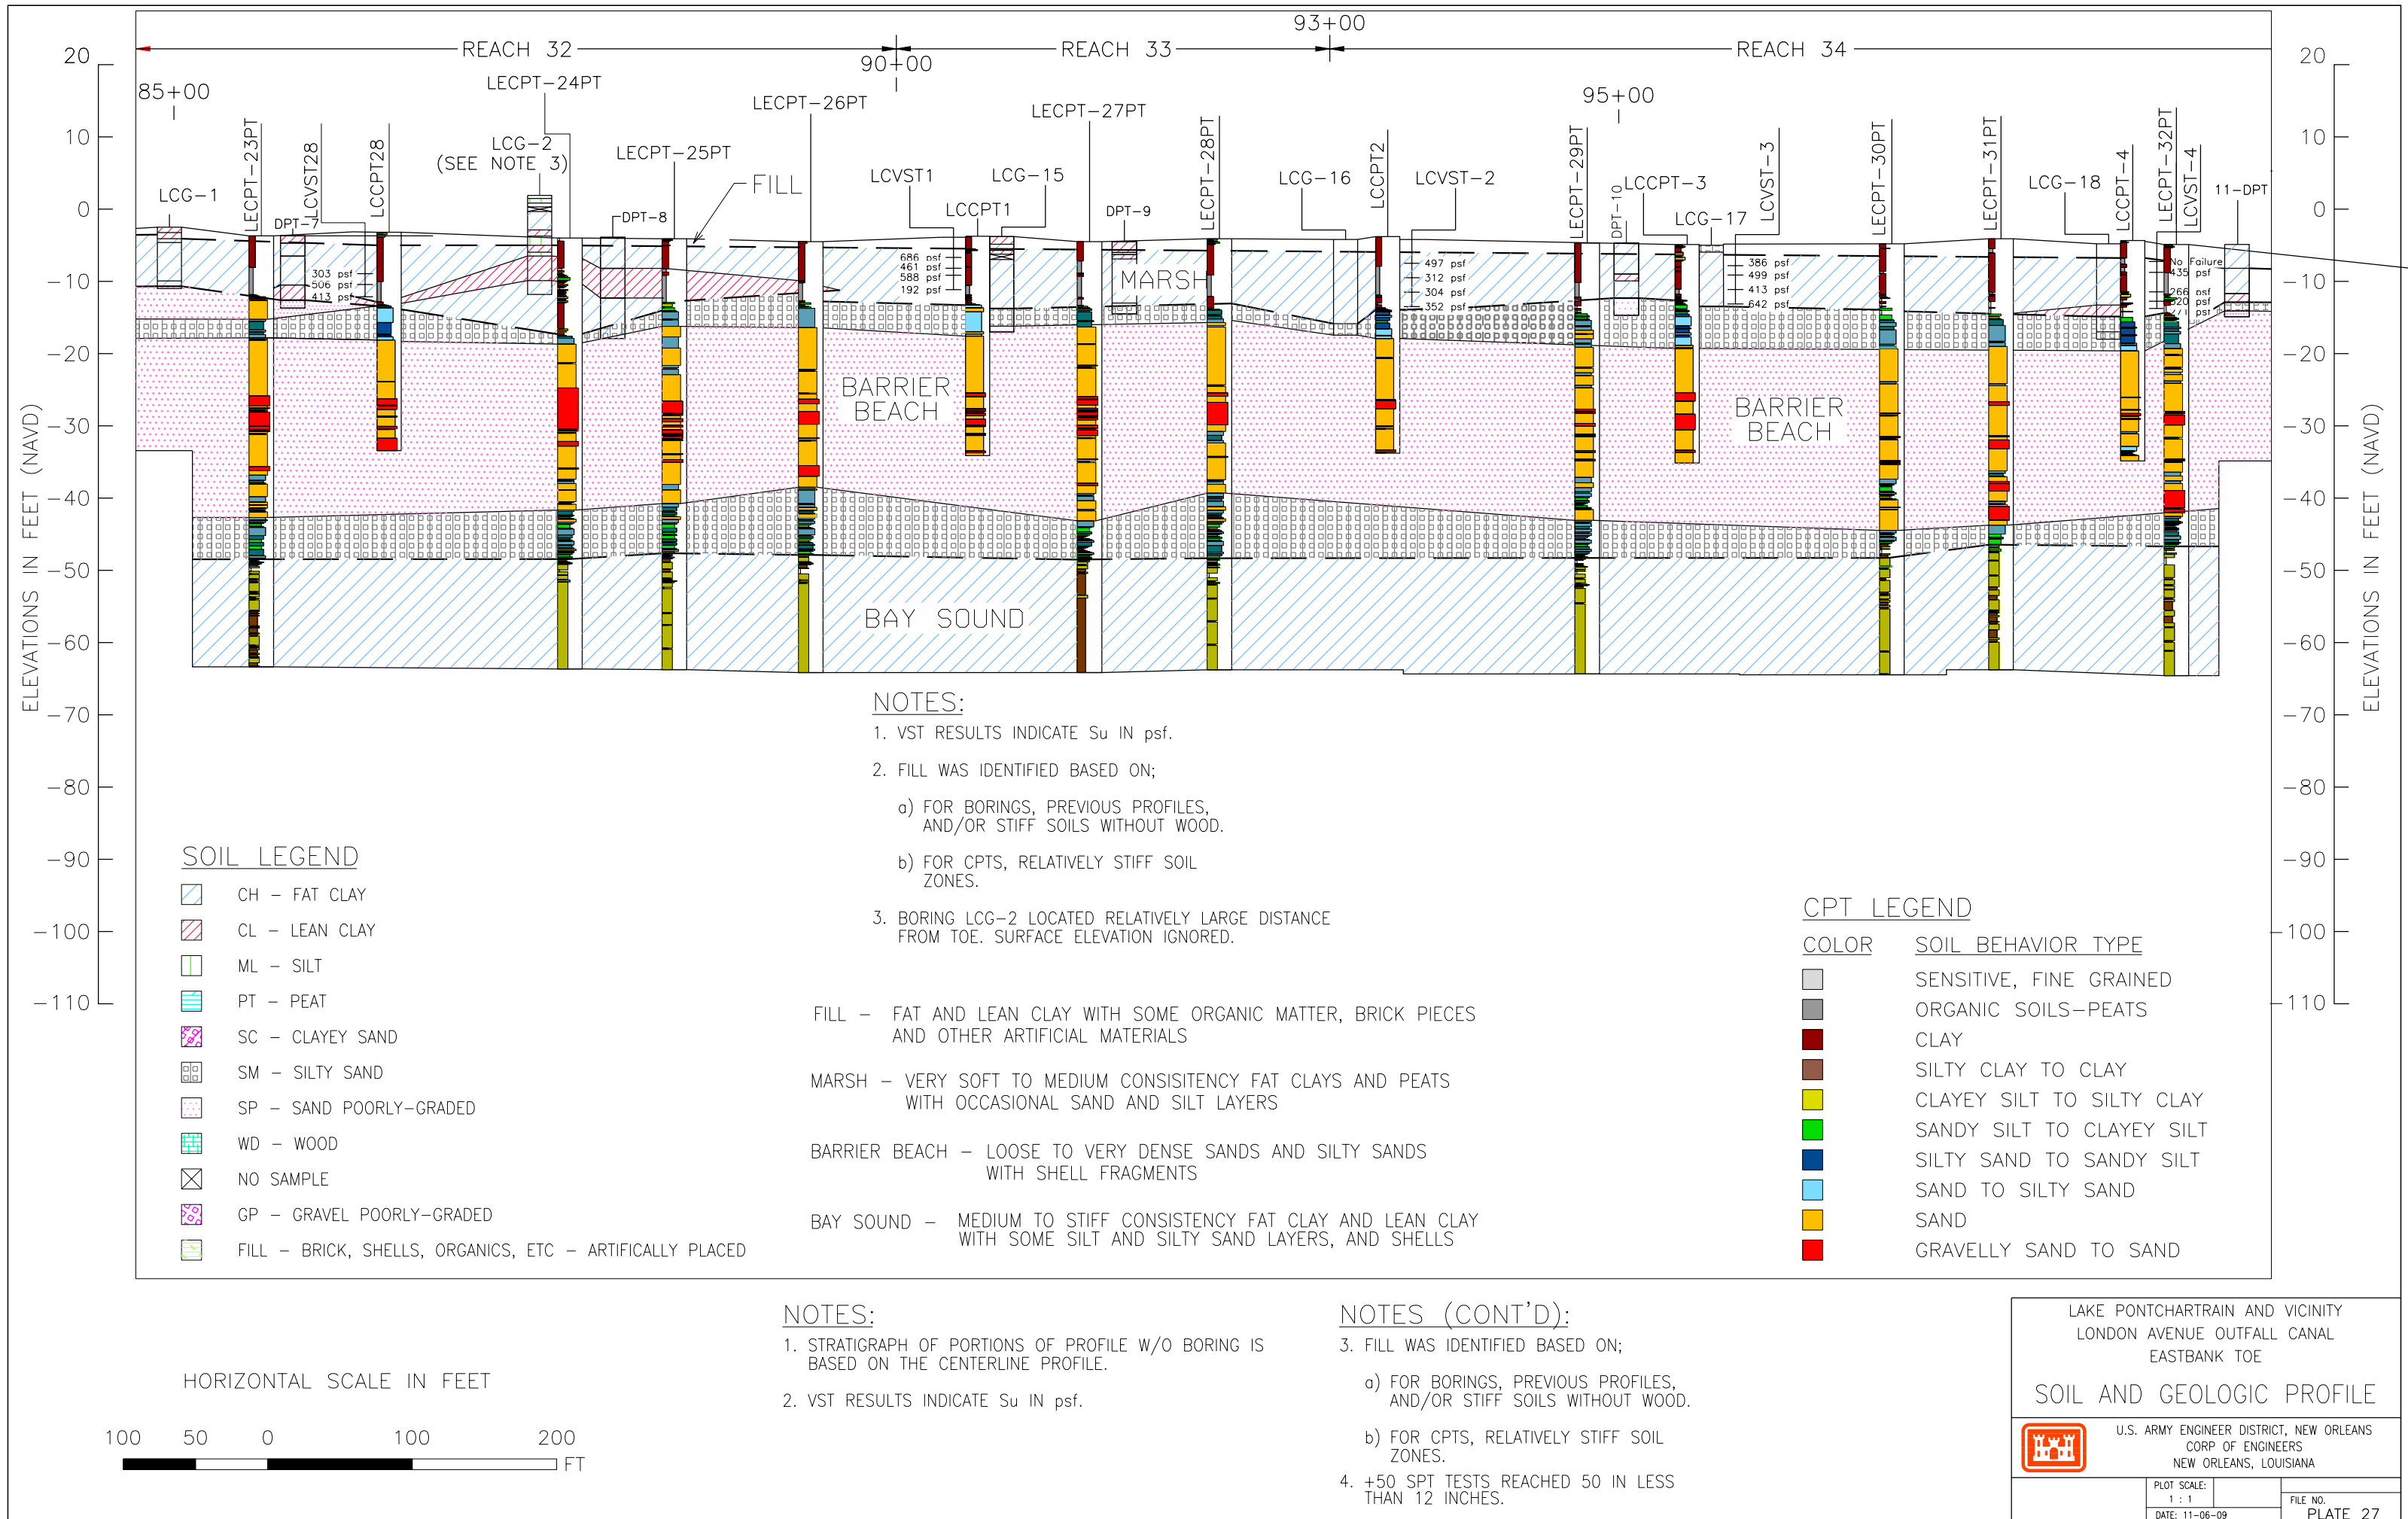 93+00
REACH 32
REACH 33
REACH 34
90+00
85+00
95+00
20
10
0
-10
-20
-30
-40
-50
-60
-70
-80
-90
-100
-110
ELEVATIONS IN FEET (NAVD)
20
10
0
-10
-20
-30
-40
-50
-60
-70
-80
-90
-100
-110
ELEVATIONS IN FEET (NAVD)
LCG-1
LECPT-23PT
DPT-7
LCVST28
LCCPT28
LECPT-24PT
LCG-2
(SEE NOTE 3)
DPT-8
LECPT-25PT
FILL
LECPT-26PT
LCVST1
LCCPT1
LCG-15
LECPT-27PT
DPT-9
LECPT-28PT
LCG-16
LCCPT2
LCVST-2
LECPT-29PT
DPT-10
LCCPT-3
LCG-17
LCVST-3
LECPT-30PT
LECPT-31PT
LCG-18
LCCPT-4
LECPT-32PT
LCVST-4
11-DPT
303 psf
506 psf
413 psf
686 psf
461 psf
588 psf
192 psf
497 psf
312 psf
304 psf
352 psf
386 psf
499 psf
413 psf
642 psf
No Failure
435 psf
266 psf
psf
psf
MARSH
BARRIER
BEACH
BARRIER
BEACH
BAY SOUND
NOTES:
1. VST RESULTS INDICATE Su IN psf.
2. FILL WAS IDENTIFIED BASED ON;
a) FOR BORINGS, PREVIOUS PROFILES,
AND/OR STIFF SOILS WITHOUT WOOD.
b) FOR CPTS, RELATIVELY STIFF SOIL
ZONES.
3. BORING LCG-2 LOCATED RELATIVELY LARGE DISTANCE
FROM TOE. SURFACE ELEVATION IGNORED.
SOIL LEGEND
CH - FAT CLAY
CL - LEAN CLAY
ML - SILT
PT - PEAT
SC - CLAYEY SAND
SM - SILTY SAND
SP - SAND POORLY-GRADED
WD - WOOD
NO SAMPLE
GP - GRAVEL POORLY-GRADED
FILL - BRICK, SHELLS, ORGANICS, ETC - ARTIFICALLY PLACED
FILL - FAT AND LEAN CLAY WITH SOME ORGANIC MATTER, BRICK PIECES
AND OTHER ARTIFICIAL MATERIALS
MARSH - VERY SOFT TO MEDIUM CONSISITENCY FAT CLAYS AND PEATS
WITH OCCASIONAL SAND AND SILT LAYERS
BARRIER BEACH - LOOSE TO VERY DENSE SANDS AND SILTY SANDS
WITH SHELL FRAGMENTS
BAY SOUND - MEDIUM TO STIFF CONSISTENCY FAT CLAY AND LEAN CLAY
WITH SOME SILT AND SILTY SAND LAYERS, AND SHELLS
CPT LEGEND
COLOR SOIL BEHAVIOR TYPE
SENSITIVE, FINE GRAINED
ORGANIC SOILS-PEATS
CLAY
SILTY CLAY TO CLAY
CLAYEY SILT TO SILTY CLAY
SANDY SILT TO CLAYEY SILT
SILTY SAND TO SANDY SILT
SAND TO SILTY SAND
SAND
GRAVELLY SAND TO SAND
HORIZONTAL SCALE IN FEET
100 50 0 100 200
FT
NOTES:
1. STRATIGRAPH OF PORTIONS OF PROFILE W/O BORING IS
BASED ON THE CENTERLINE PROFILE.
2. VST RESULTS INDICATE Su IN psf.
NOTES (CONT'D):
3. FILL WAS IDENTIFIED BASED ON;
a) FOR BORINGS, PREVIOUS PROFILES,
AND/OR STIFF SOILS WITHOUT WOOD.
b) FOR CPTS, RELATIVELY STIFF SOIL
ZONES.
4. +50 SPT TESTS REACHED 50 IN LESS
THAN 12 INCHES.
LAKE PONTCHARTRAIN AND VICINITY
LONDON AVENUE OUTFALL CANAL
EASTBANK TOE
SOIL AND GEOLOGIC PROFILE
U.S. ARMY ENGINEER DISTRICT, NEW ORLEANS
CORP OF ENGINEERS
NEW ORLEANS, LOUISIANA
PLOT SCALE:
1 : 1
DATE: 11-06-09
FILE NO.
PLATE 27